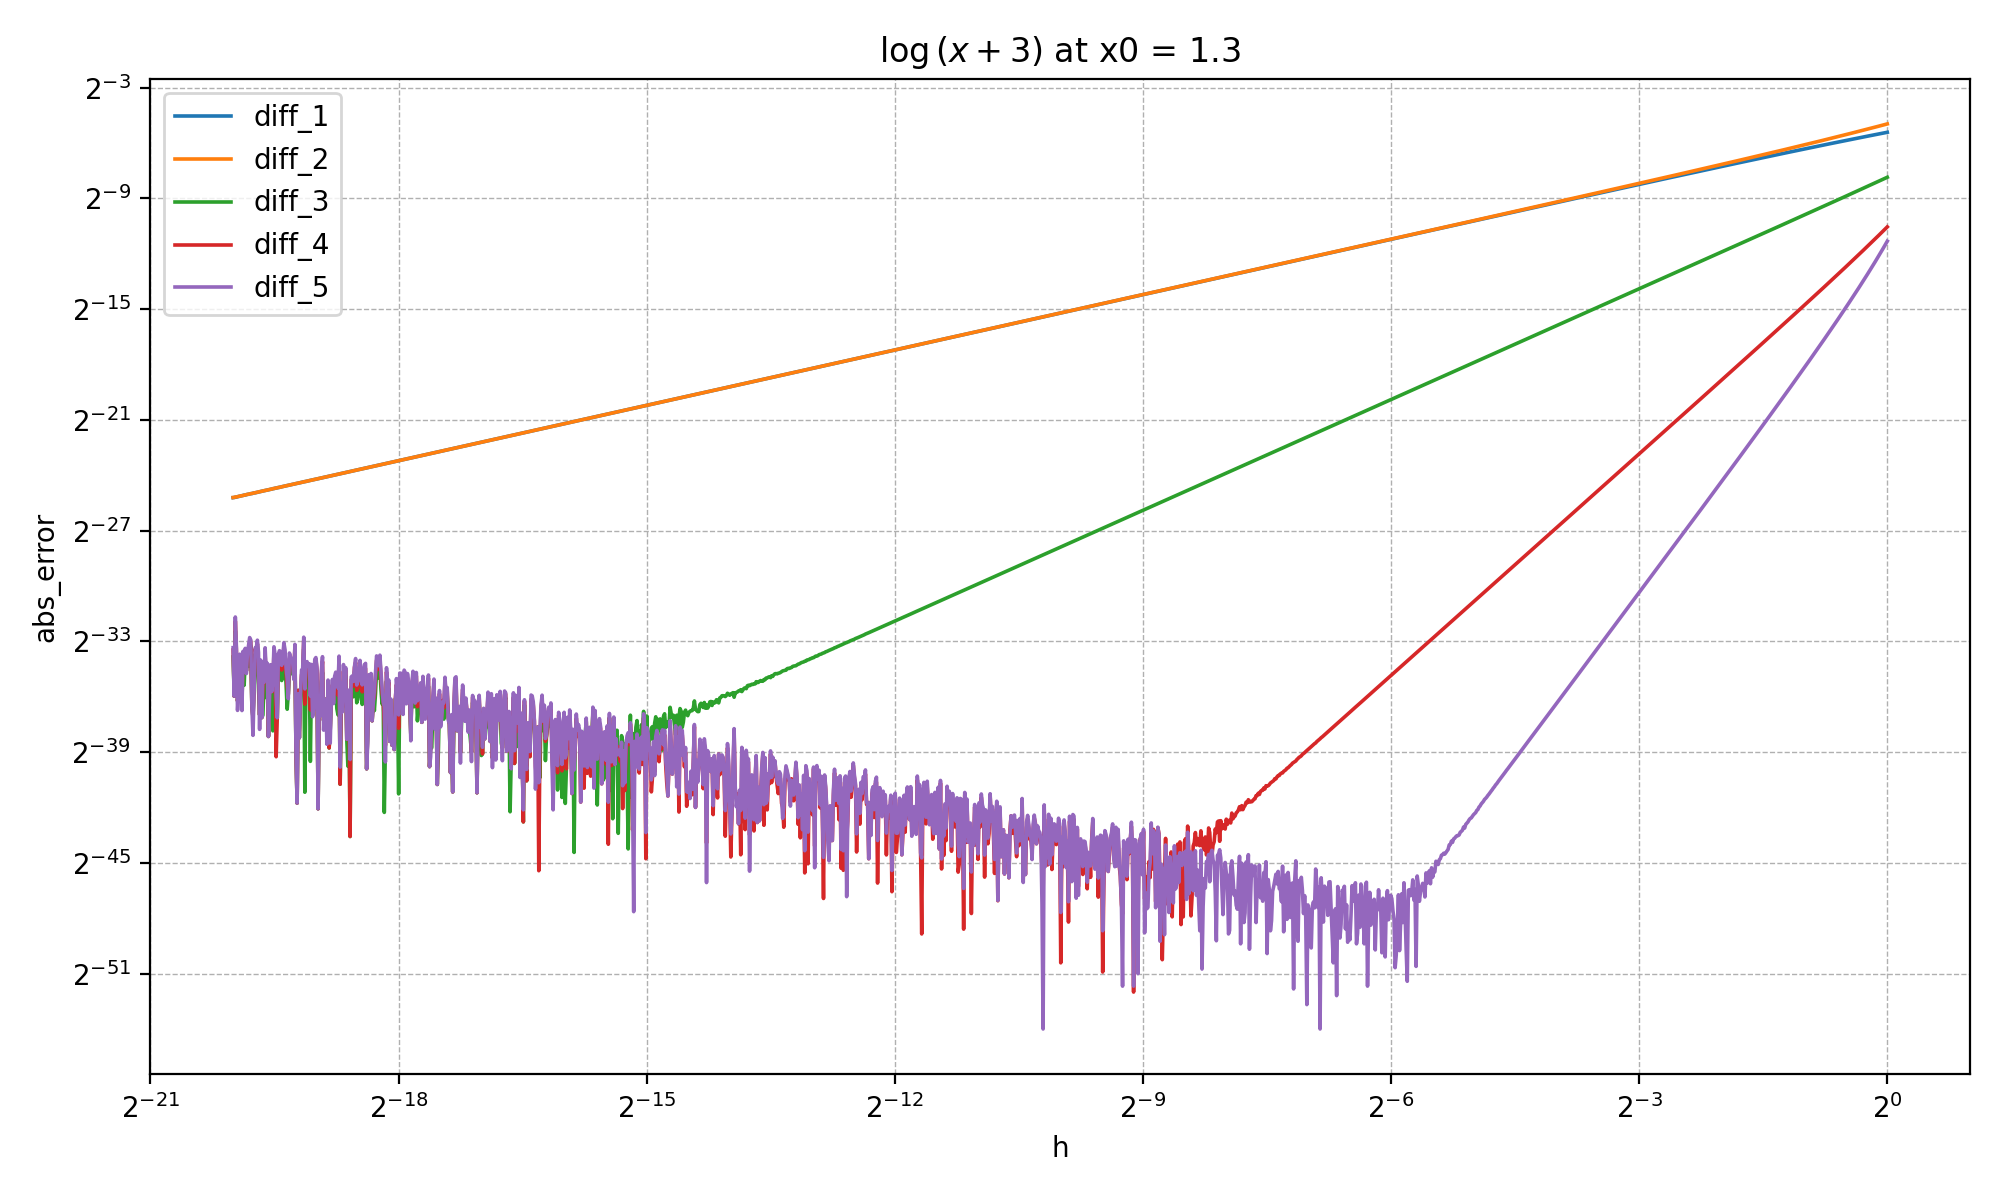 log (x + 3) at x0 = 1.3
diff_1
diff_2
diff_3
diff_4
diff_5
abs_error
2⁻³
2⁻⁹
2⁻¹⁵
2⁻²¹
2⁻²⁷
2⁻³³
2⁻³⁹
2⁻⁴⁵
2⁻⁵¹
2⁻²¹ 2⁻¹⁸ 2⁻¹⁵ 2⁻¹² 2⁻⁹ 2⁻⁶ 2⁻³ 2⁰
h